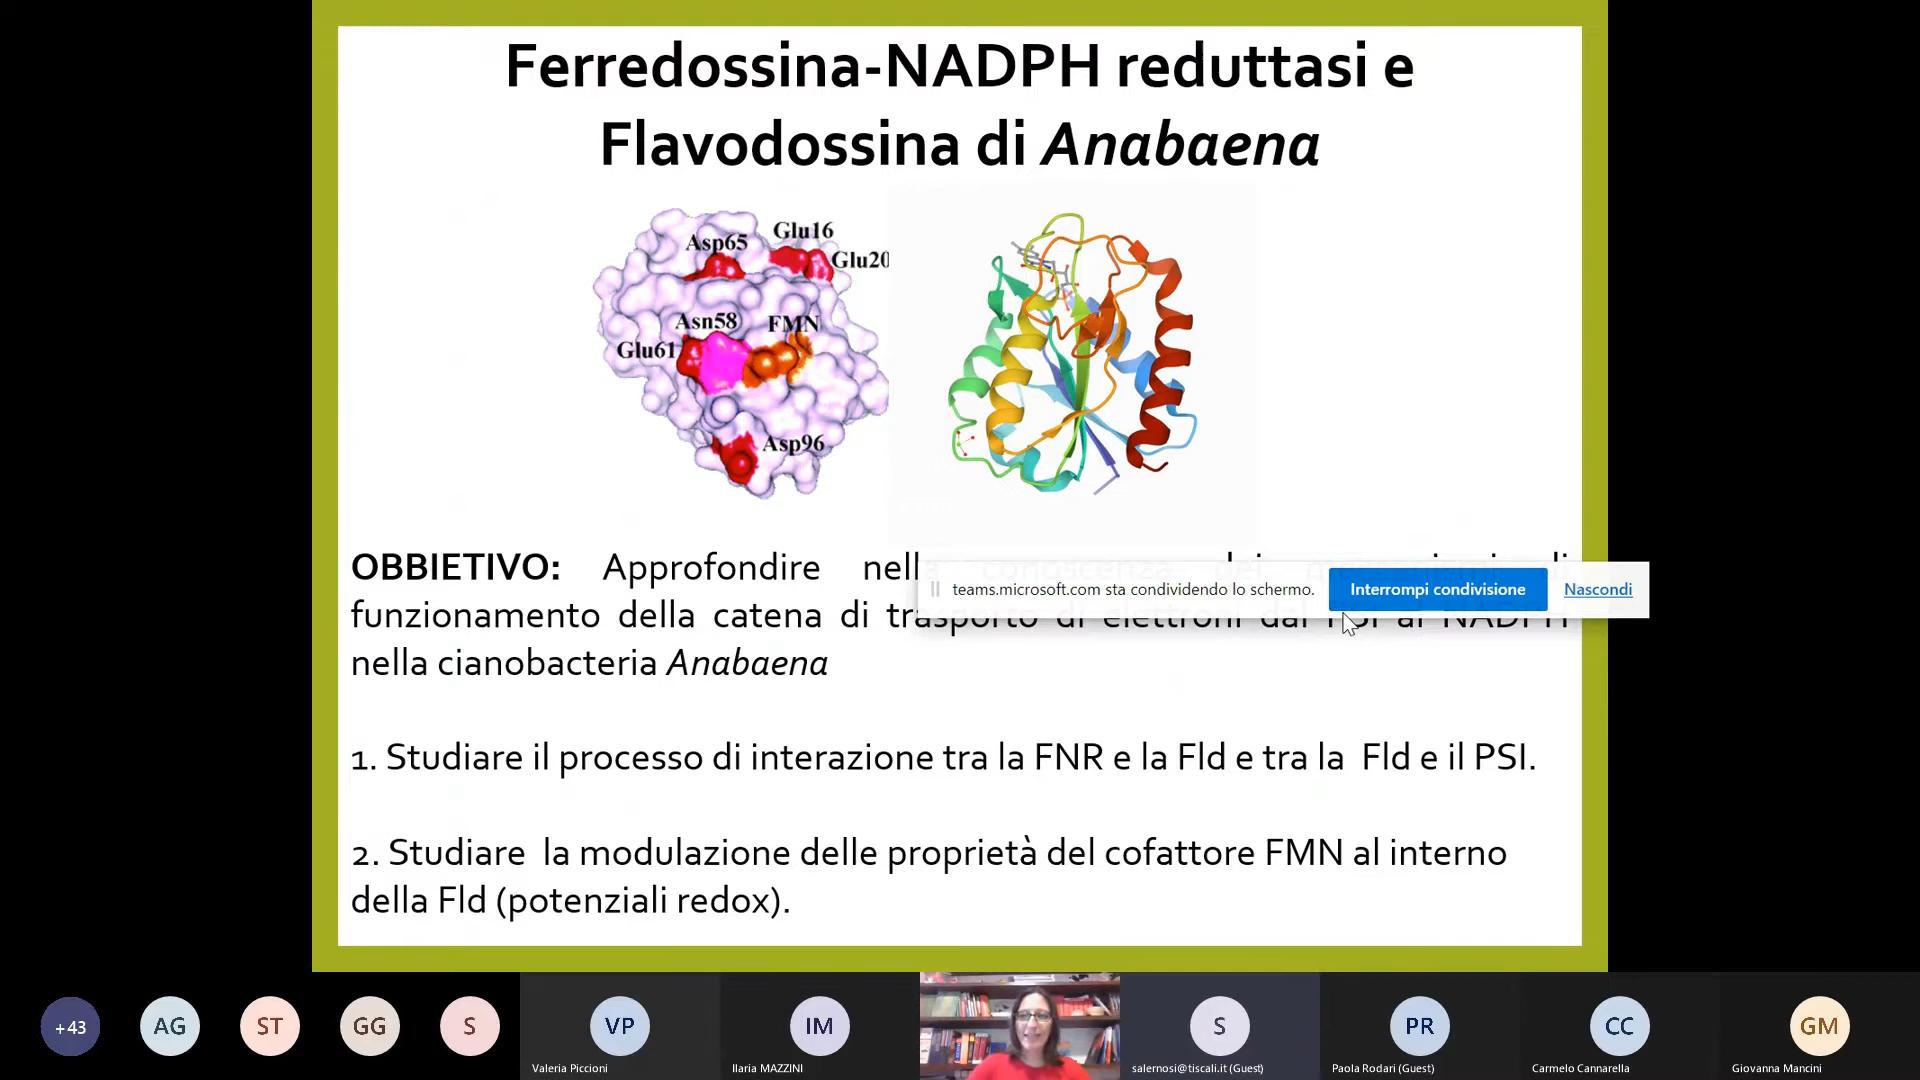 Ferredossina-NADPH reduttasi e
Flavodossina di Anabaena
Asp65
Glu16
Glu20
Asn58
FMN
Glu61
Asp96
OBBIETIVO: Approfondire nella conoscenza dei di
funzionamento della catena di trasporto di elettroni dal PSI al NADPH
nella cianobacteria Anabaena
teams.microsoft.com sta condividendo lo schermo.
Interrompi condivisione
Nascondi
1. Studiare il processo di interazione tra la FNR e la Fld e tra la Fld e il PSI.
2. Studiare la modulazione delle proprietà del cofattore FMN al interno
della Fld (potenziali redox).
+43
AG
ST
GG
S
VP
IM
S
PR
CC
GM
Valeria Piccioni
Ilaria MAZZINI
salernosi@tiscali.it (Guest)
Paola Rodari (Guest)
Carmelo Cannarella
Giovanna Mancini